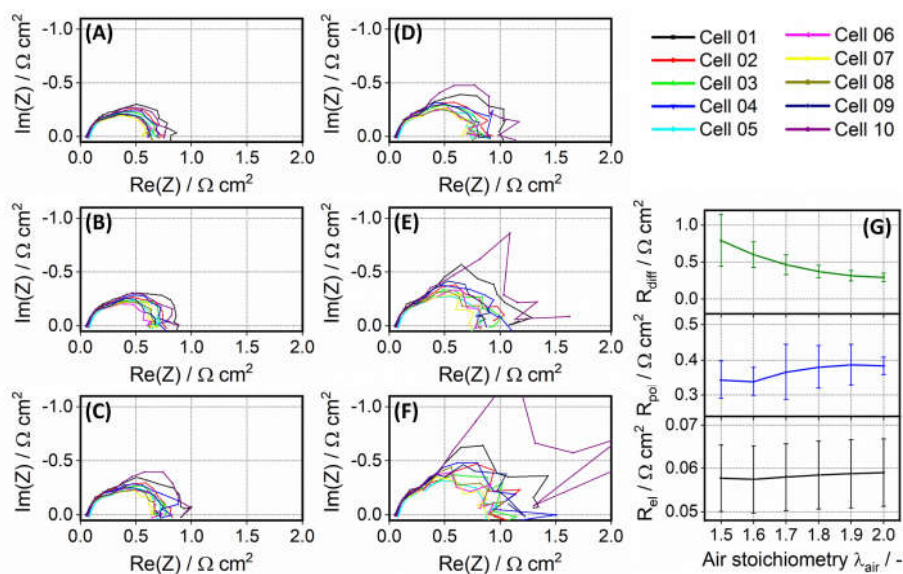 (A)
Im(Z) / Ω cm²
-1.0
-0.5
0.0
0.0 0.5 1.0 1.5 2.0
Re(Z) / Ω cm²
(D)
Im(Z) / Ω cm²
-1.0
-0.5
0.0
0.0 0.5 1.0 1.5 2.0
Re(Z) / Ω cm²
Cell 01
Cell 02
Cell 03
Cell 04
Cell 05
Cell 06
Cell 07
Cell 08
Cell 09
Cell 10
(B)
Im(Z) / Ω cm²
-1.0
-0.5
0.0
0.0 0.5 1.0 1.5 2.0
Re(Z) / Ω cm²
(E)
Im(Z) / Ω cm²
-1.0
-0.5
0.0
0.0 0.5 1.0 1.5 2.0
Re(Z) / Ω cm²
(C)
Im(Z) / Ω cm²
-1.0
-0.5
0.0
0.0 0.5 1.0 1.5 2.0
Re(Z) / Ω cm²
(F)
Im(Z) / Ω cm²
-1.0
-0.5
0.0
0.0 0.5 1.0 1.5 2.0
Re(Z) / Ω cm²
(G)
R_diff / Ω cm²
1.0
0.5
0.0
R_pol / Ω cm²
0.5
0.4
0.3
R_el / Ω cm²
0.07
0.06
0.05
1.5 1.6 1.7 1.8 1.9 2.0
Air stoichiometry λ_air / -